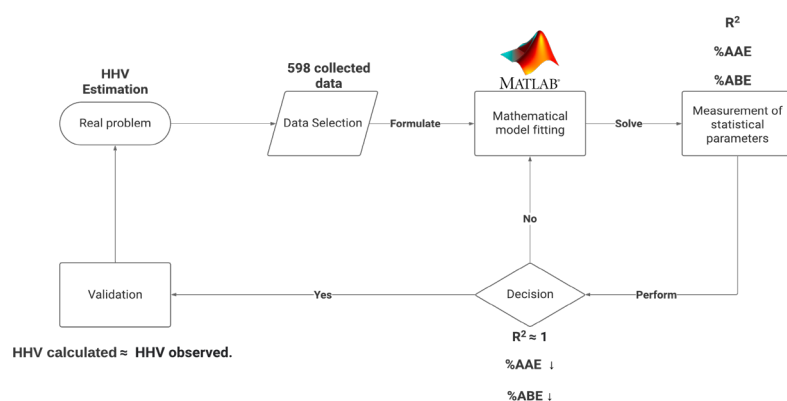 HHV
Estimation
Real problem
598 collected
data
Data Selection
Formulate
MATLAB®
Mathematical
model fitting
Solve
R²
%AAE
%ABE
Measurement of
statistical
parameters
Perform
Decision
No
Yes
R² ≈ 1
%AAE ↓
%ABE ↓
Validation
HHV calculated ≈ HHV observed.